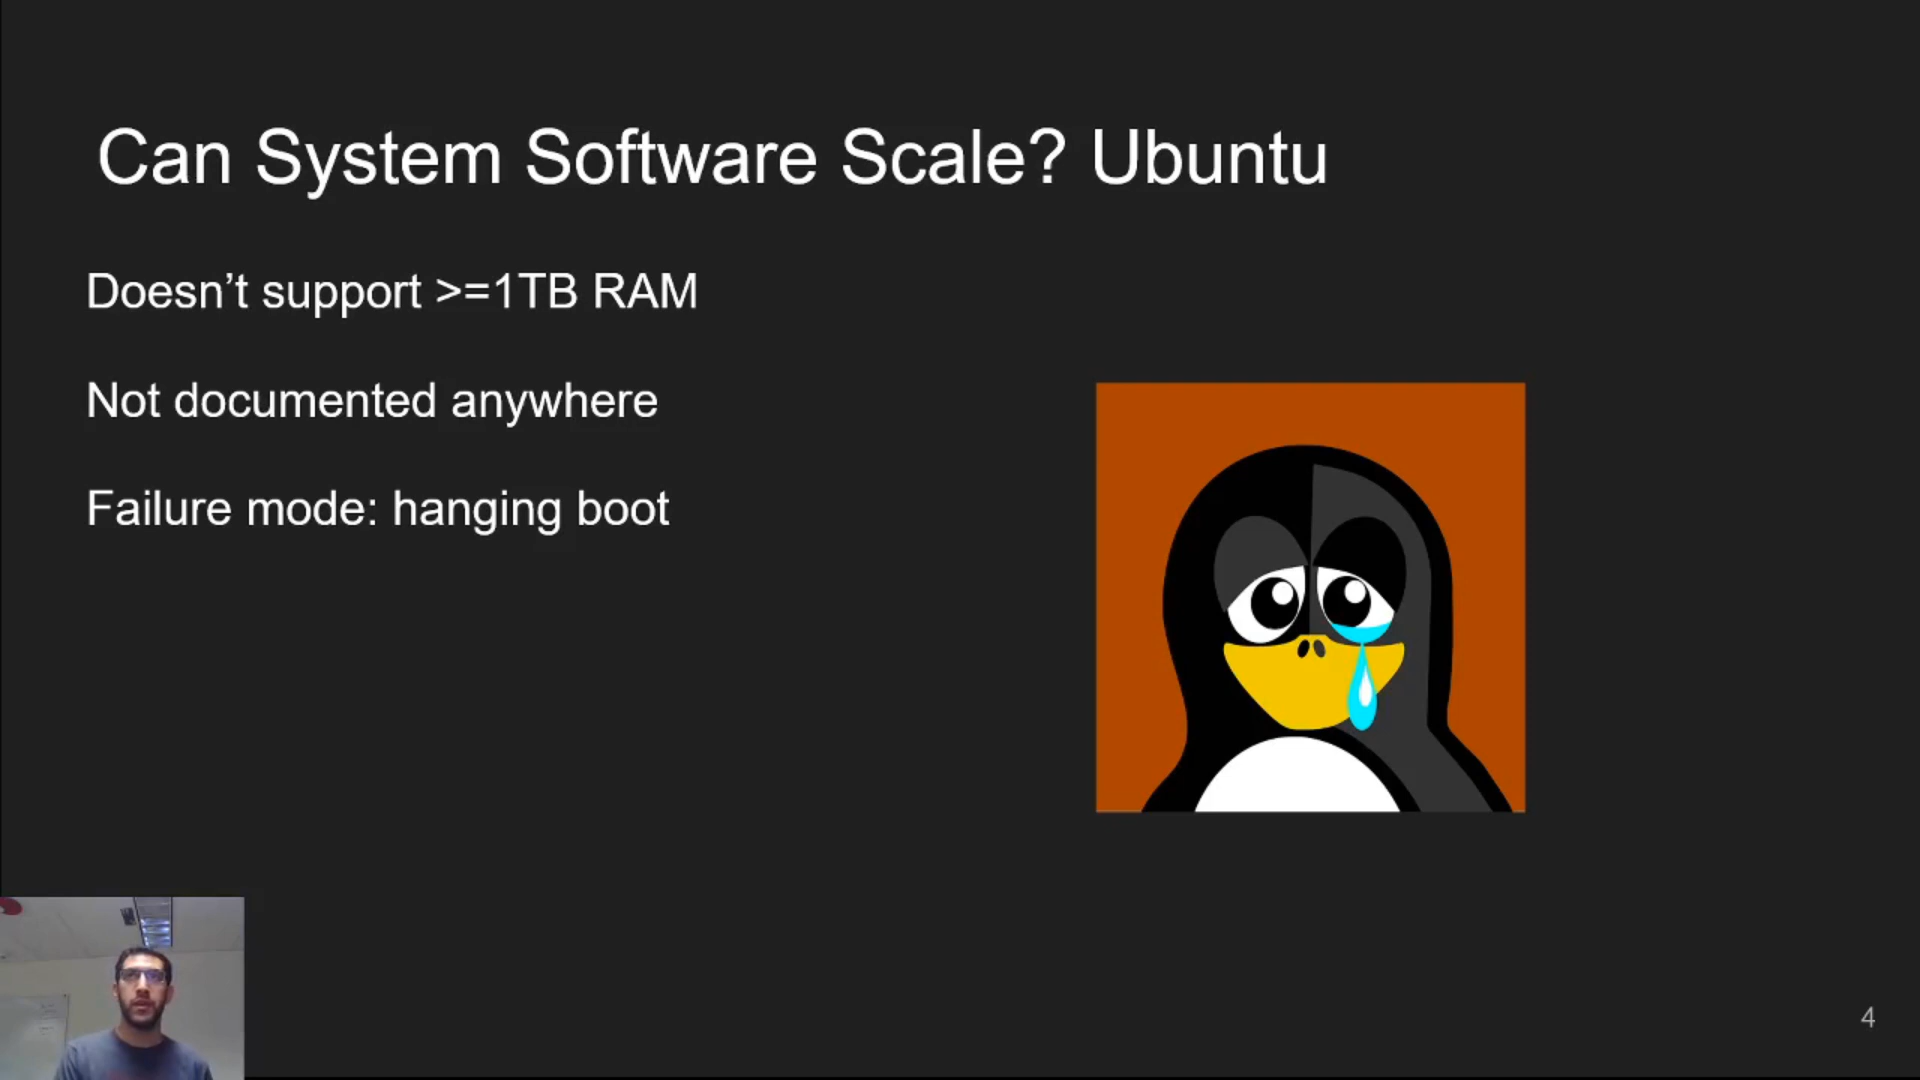 Can System Software Scale? Ubuntu
Doesn’t support >=1TB RAM
Not documented anywhere
Failure mode: hanging boot
4